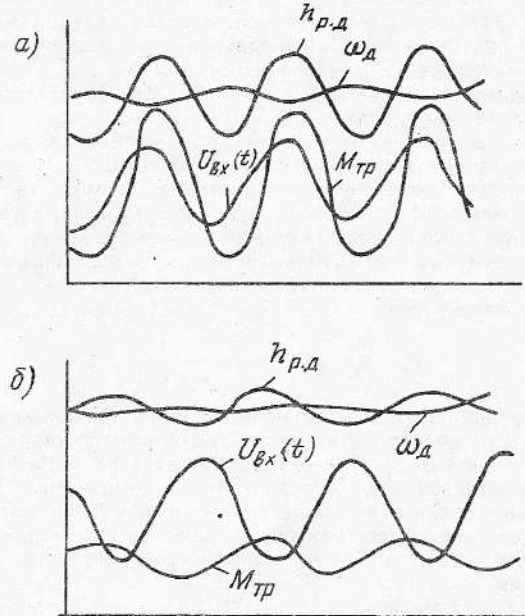 а)
h р.д
ω д
U вх (t)
М тр
б)
h р.д
ω д
U вх (t)
М тр